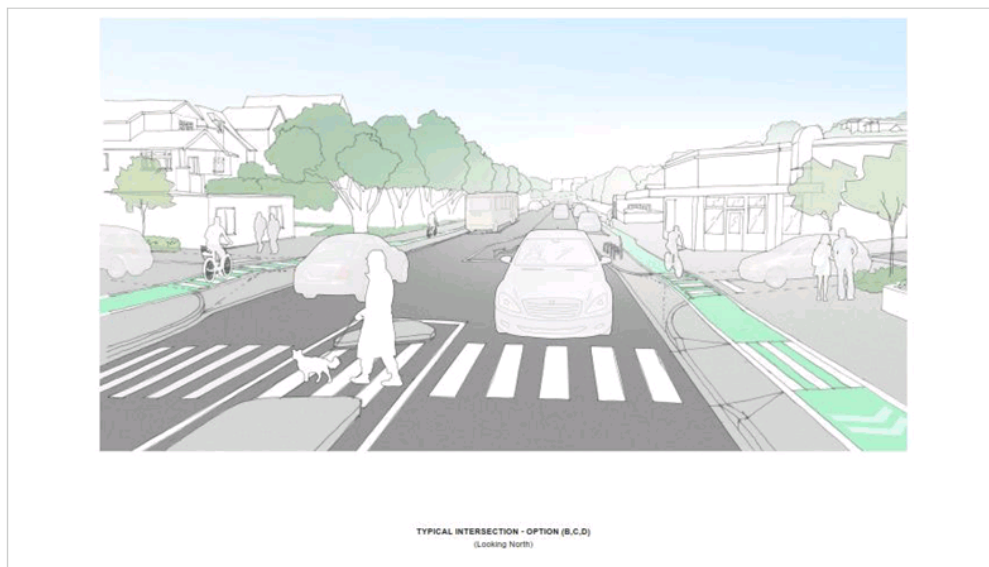 TYPICAL INTERSECTION - OPTION (B,C,D)
(Looking North)